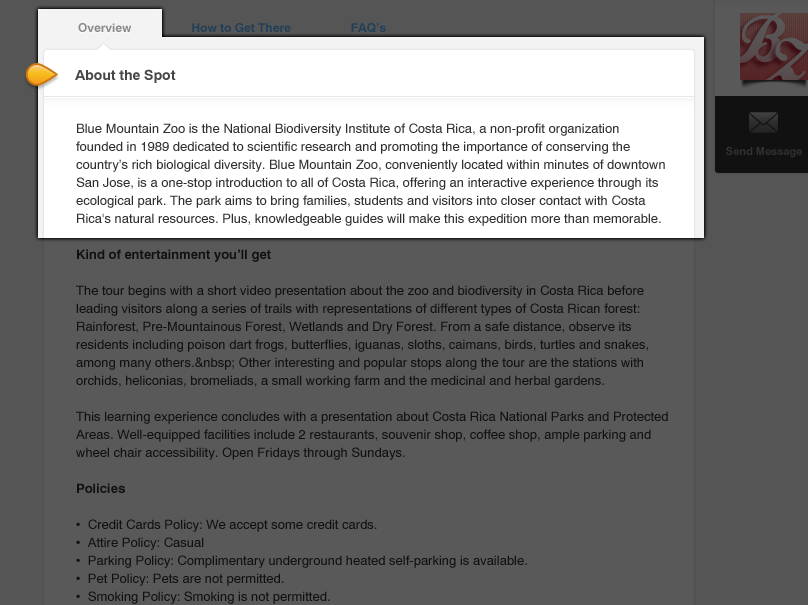 Overview
How to Get There
FAQ's
About the Spot
BZ
Send Message
Blue Mountain Zoo is the National Biodiversity Institute of Costa Rica, a non-profit organization
founded in 1989 dedicated to scientific research and promoting the importance of conserving the
country's rich biological diversity. Blue Mountain Zoo, conveniently located within minutes of downtown
San Jose, is a one-stop introduction to all of Costa Rica, offering an interactive experience through its
ecological park. The park aims to bring families, students and visitors into closer contact with Costa
Rica's natural resources. Plus, knowledgeable guides will make this expedition more than memorable.
Kind of entertainment you'll get
The tour begins with a short video presentation about the zoo and biodiversity in Costa Rica before
leading visitors along a series of trails with representations of different types of Costa Rican forest:
Rainforest, Pre-Mountainous Forest, Wetlands and Dry Forest. From a safe distance, observe its
residents including poison dart frogs, butterflies, iguanas, sloths, caimans, birds, turtles and snakes,
among many others.&nbsp; Other interesting and popular stops along the tour are the stations with
orchids, heliconias, bromeliads, a small working farm and the medicinal and herbal gardens.
This learning experience concludes with a presentation about Costa Rica National Parks and Protected
Areas. Well-equipped facilities include 2 restaurants, souvenir shop, coffee shop, ample parking and
wheel chair accessibility. Open Fridays through Sundays.
Policies
• Credit Cards Policy: We accept some credit cards.
• Attire Policy: Casual
• Parking Policy: Complimentary underground heated self-parking is available.
• Pet Policy: Pets are not permitted.
• Smoking Policy: Smoking is not permitted.